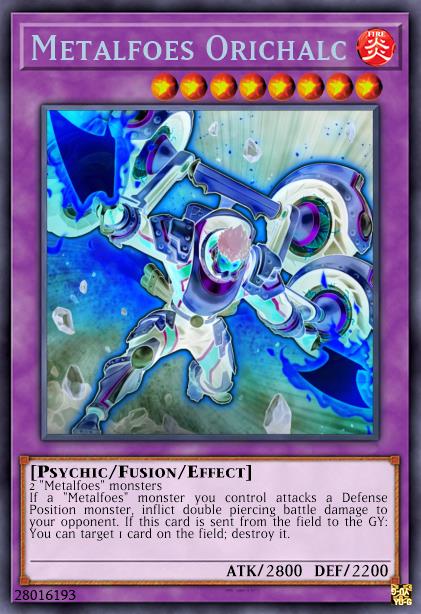 METALFOES ORICHALC
FIRE
炎
[PSYCHIC/FUSION/EFFECT]
2 "Metalfoes" monsters
If a "Metalfoes" monster you control attacks a Defense
Position monster, inflict double piercing battle damage to
your opponent. If this card is sent from the field to the GY:
You can target 1 card on the field; destroy it.
ATK/2800 DEF/2200
28016193